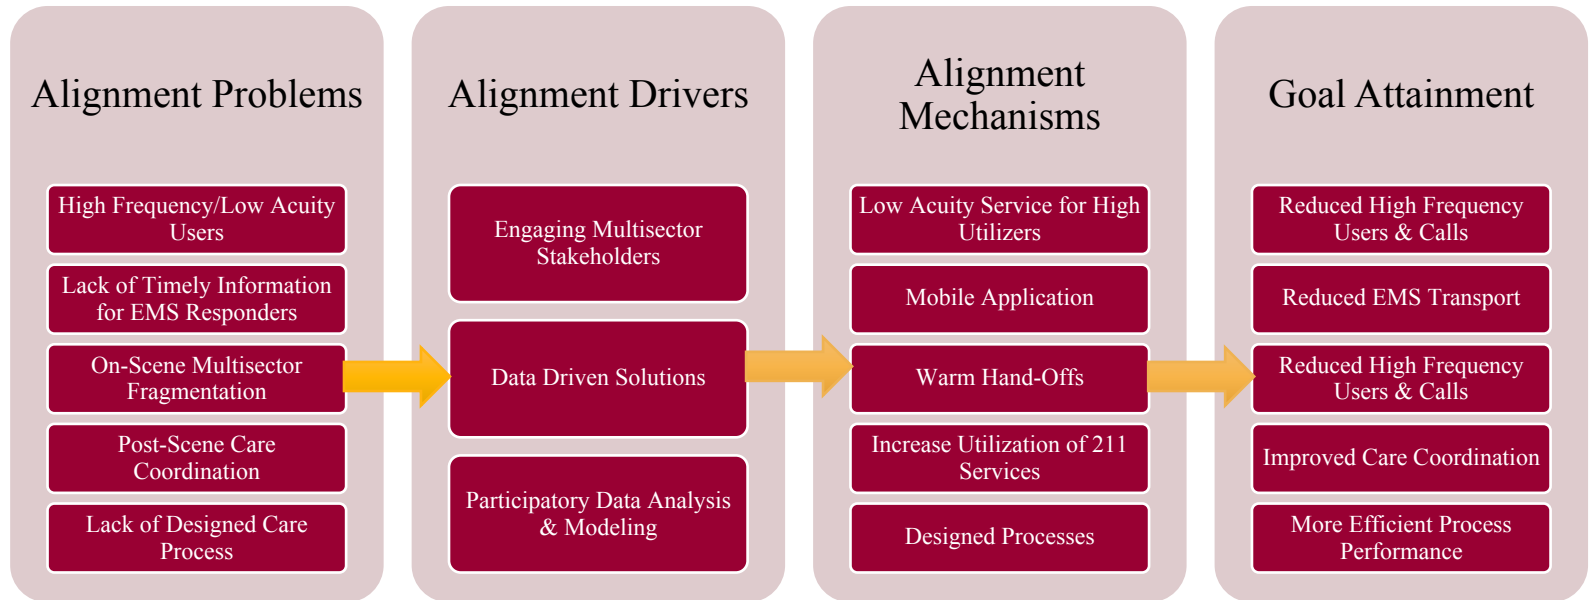 Alignment Problems
High Frequency/Low Acuity
Users
Lack of Timely Information
for EMS Responders
On-Scene Multisector
Fragmentation
Post-Scene Care
Coordination
Lack of Designed Care
Process
Alignment Drivers
Engaging Multisector
Stakeholders
Data Driven Solutions
Participatory Data Analysis
& Modeling
Alignment
Mechanisms
Low Acuity Service for High
Utilizers
Mobile Application
Warm Hand-Offs
Increase Utilization of 211
Services
Designed Processes
Goal Attainment
Reduced High Frequency
Users & Calls
Reduced EMS Transport
Reduced High Frequency
Users & Calls
Improved Care Coordination
More Efficient Process
Performance